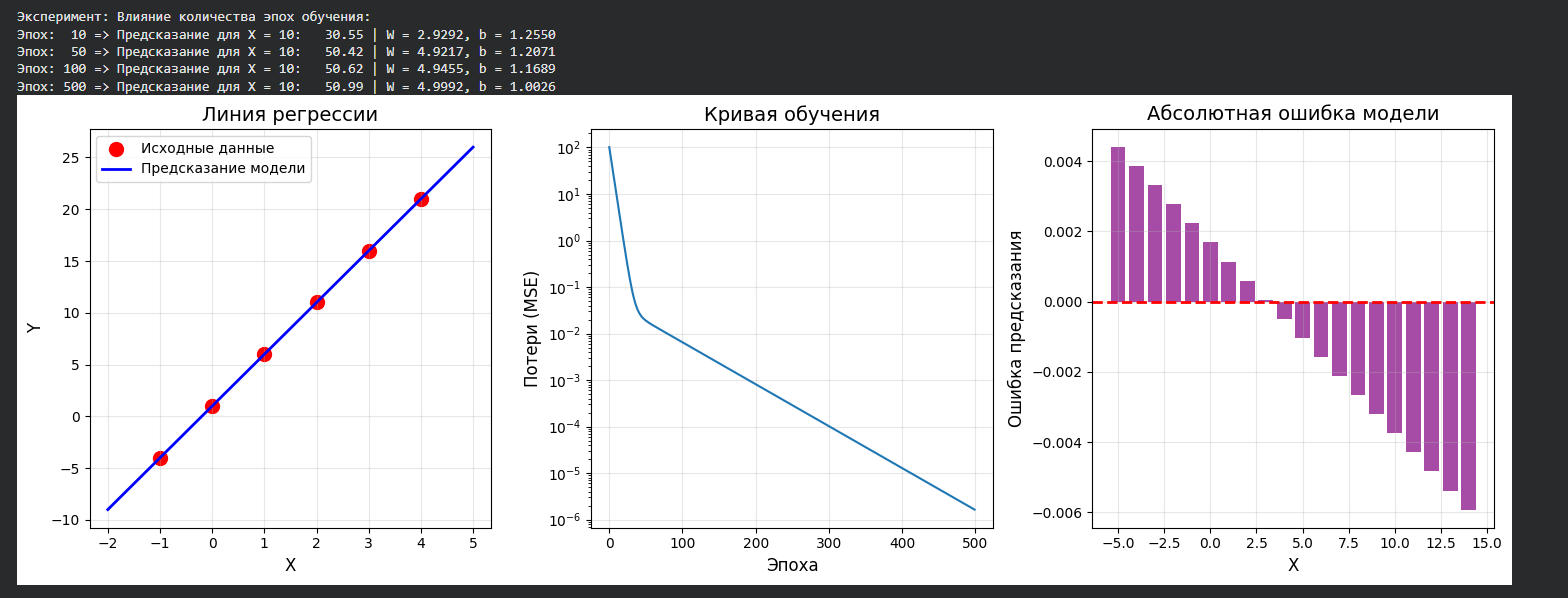 Эксперимент: Влияние количества эпох обучения:
Эпох:  10 => Предсказание для X = 10:   30.55 | W = 2.9292, b = 1.2550
Эпох:  50 => Предсказание для X = 10:   50.42 | W = 4.9217, b = 1.2071
Эпох: 100 => Предсказание для X = 10:   50.62 | W = 4.9455, b = 1.1689
Эпох: 500 => Предсказание для X = 10:   50.99 | W = 4.9992, b = 1.0026
Линия регрессии
Исходные данные
Предсказание модели
25
20
15
10
5
0
−5
−10
Y
−2 −1 0 1 2 3 4 5
X
Кривая обучения
10²
10¹
10⁰
10⁻¹
10⁻²
10⁻³
10⁻⁴
10⁻⁵
10⁻⁶
Потери (MSE)
0 100 200 300 400 500
Эпоха
Абсолютная ошибка модели
0.004
0.002
0.000
−0.002
−0.004
−0.006
Ошибка предсказания
−5.0 −2.5 0.0 2.5 5.0 7.5 10.0 12.5 15.0
X